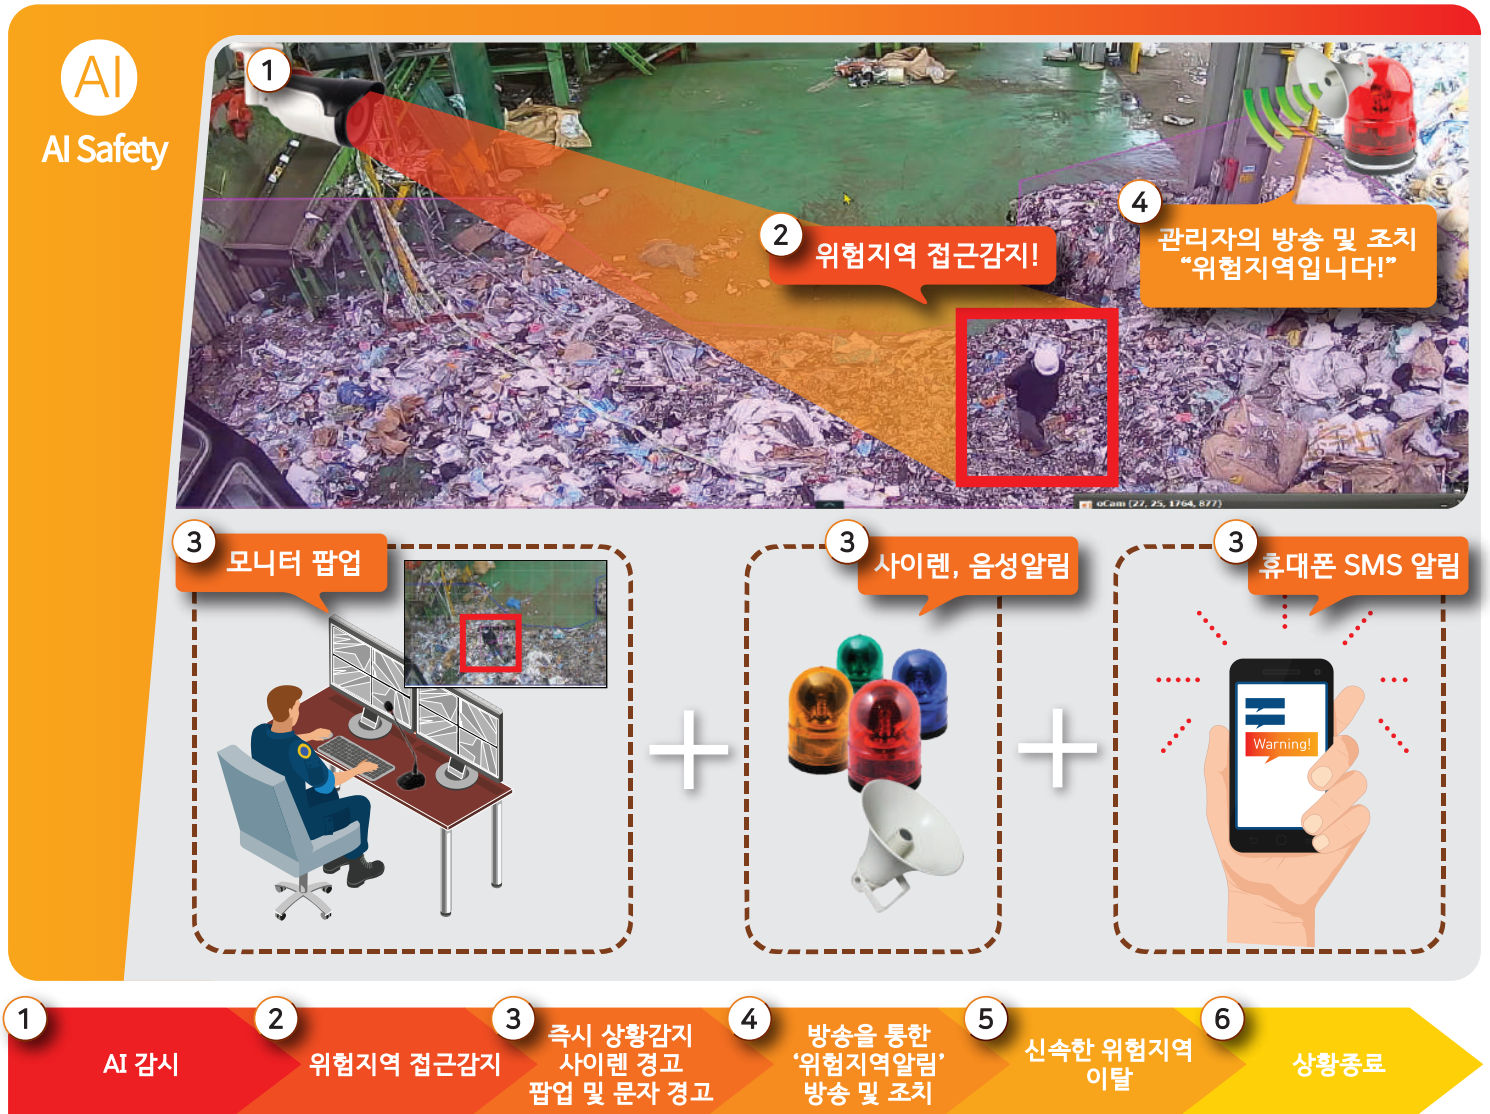 AI
AI Safety
1
2
위험지역 접근감지!
4
관리자의 방송 및 조치
“위험지역입니다!”
oCam (27, 25, 1764, 877)
3
모니터 팝업
3
사이렌, 음성알림
3
휴대폰 SMS 알림
Warning!
1
AI 감시
2
위험지역 접근감지
3
즉시 상황감지
사이렌 경고
팝업 및 문자 경고
4
방송을 통한
‘위험지역알림’
방송 및 조치
5
신속한 위험지역
이탈
6
상황종료